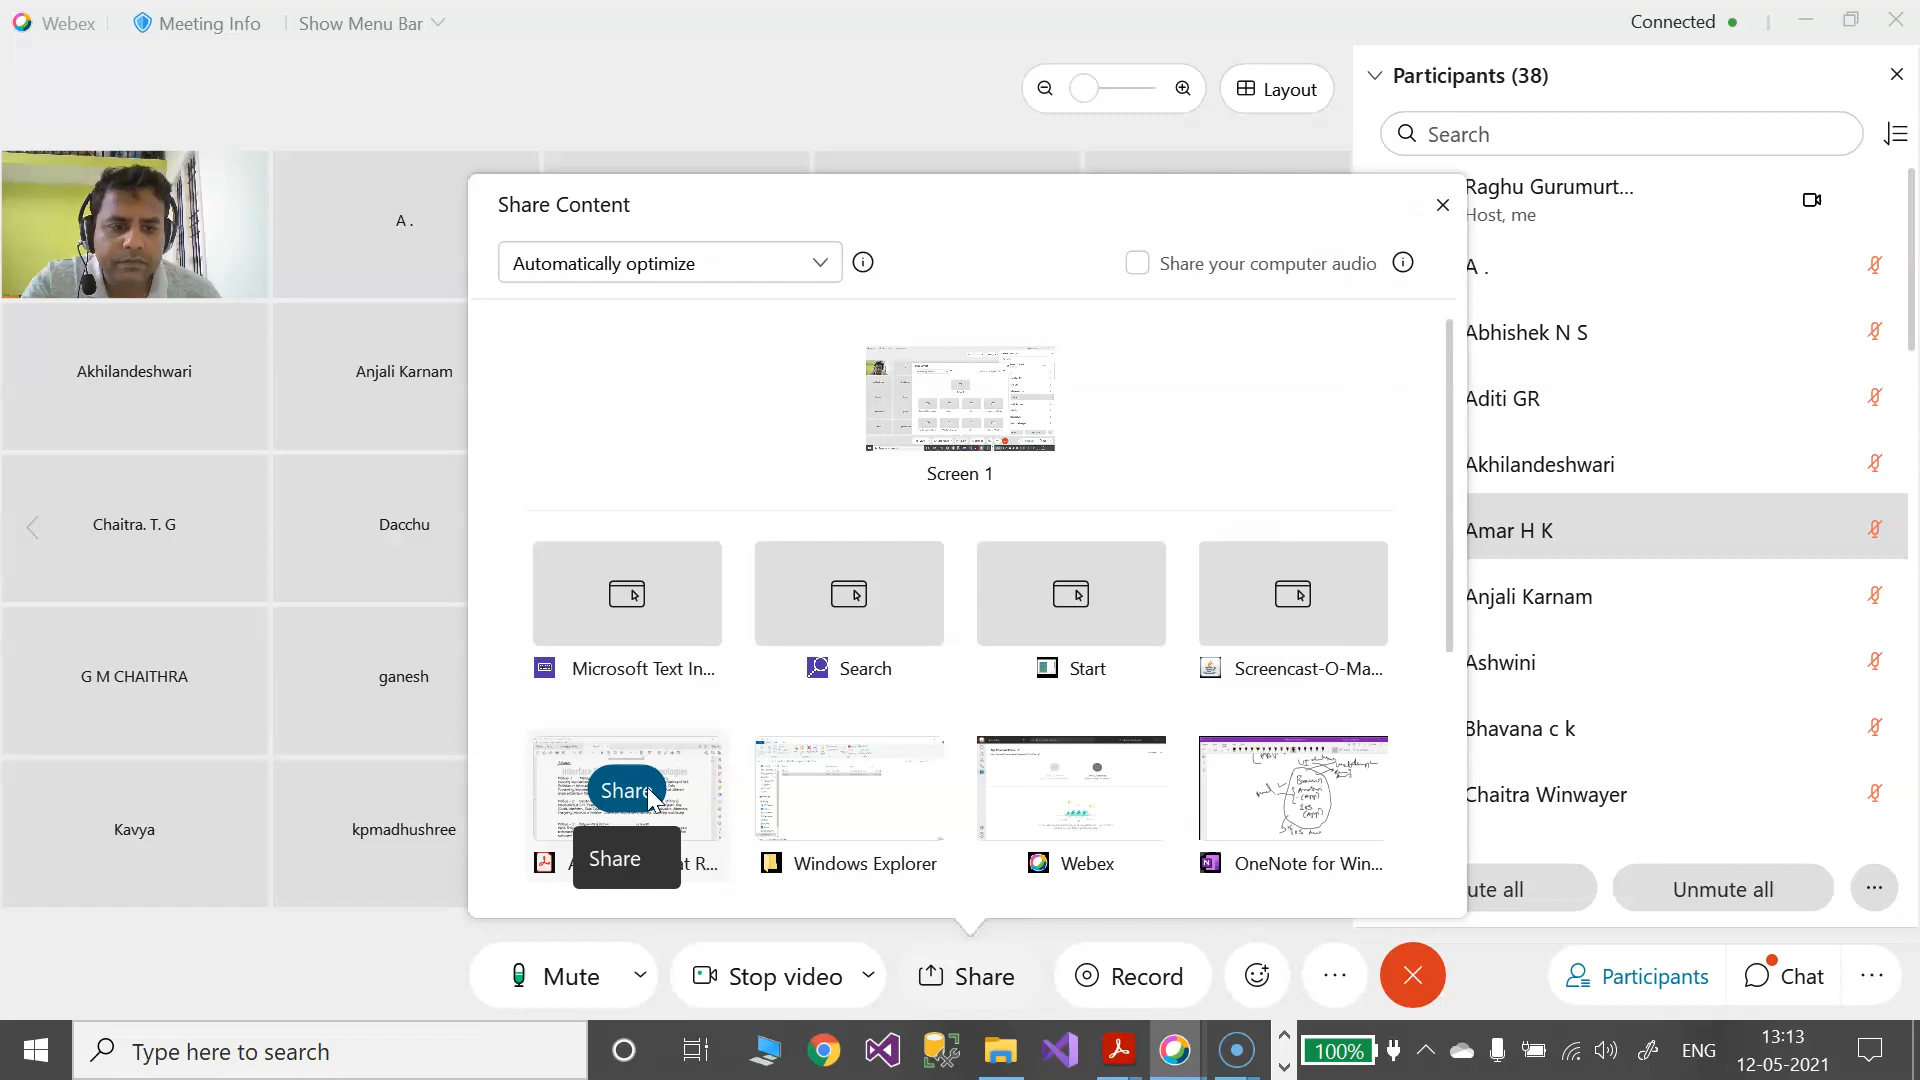 Webex
Meeting Info
Show Menu Bar
Connected
Layout
Participants (38)
Search
Raghu Gurumurt...
Host, me
A .
Abhishek N S
Aditi GR
Akhilandeshwari
Amar H K
Anjali Karnam
Ashwini
Bhavana c k
Chaitra Winwayer
ute all
Unmute all
A .
Akhilandeshwari
Anjali Karnam
Chaitra. T. G
Dacchu
G M CHAITHRA
ganesh
Kavya
kpmadhushree
Share Content
Automatically optimize
Share your computer audio
Screen 1
Microsoft Text In...
Search
Start
Screencast-O-Ma...
Share
Share
Windows Explorer
Webex
OneNote for Win...
Mute
Stop video
Share
Record
Participants
Chat
Type here to search
100%
ENG
13:13
12-05-2021